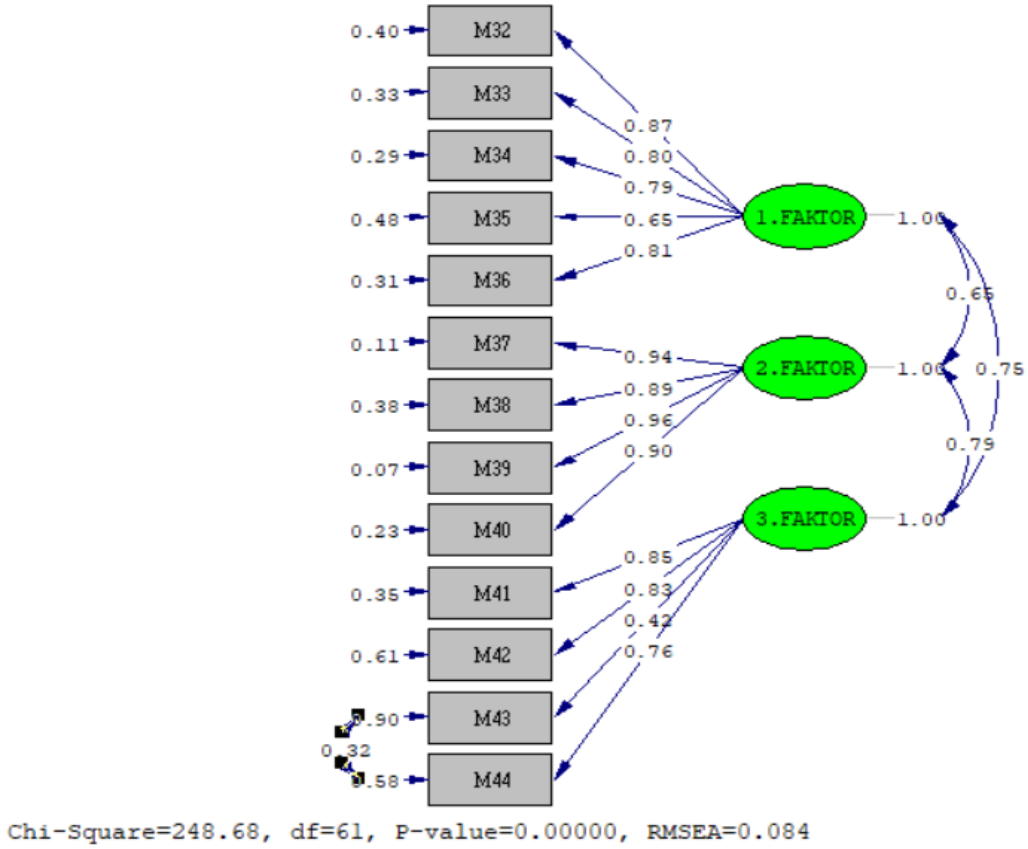 0.40 M32
0.33 M33
0.29 M34
0.48 M35
0.31 M36
0.11 M37
0.38 M38
0.07 M39
0.23 M40
0.35 M41
0.61 M42
0.90 M43
0.32
0.58 M44
0.87
0.80
0.79
0.65
0.81
0.94
0.89
0.96
0.90
0.85
0.83
0.42
0.76
1.FAKTOR 1.00
2.FAKTOR 1.00
3.FAKTOR 1.00
0.65
0.75
0.79
Chi-Square=248.68, df=61, P-value=0.00000, RMSEA=0.084